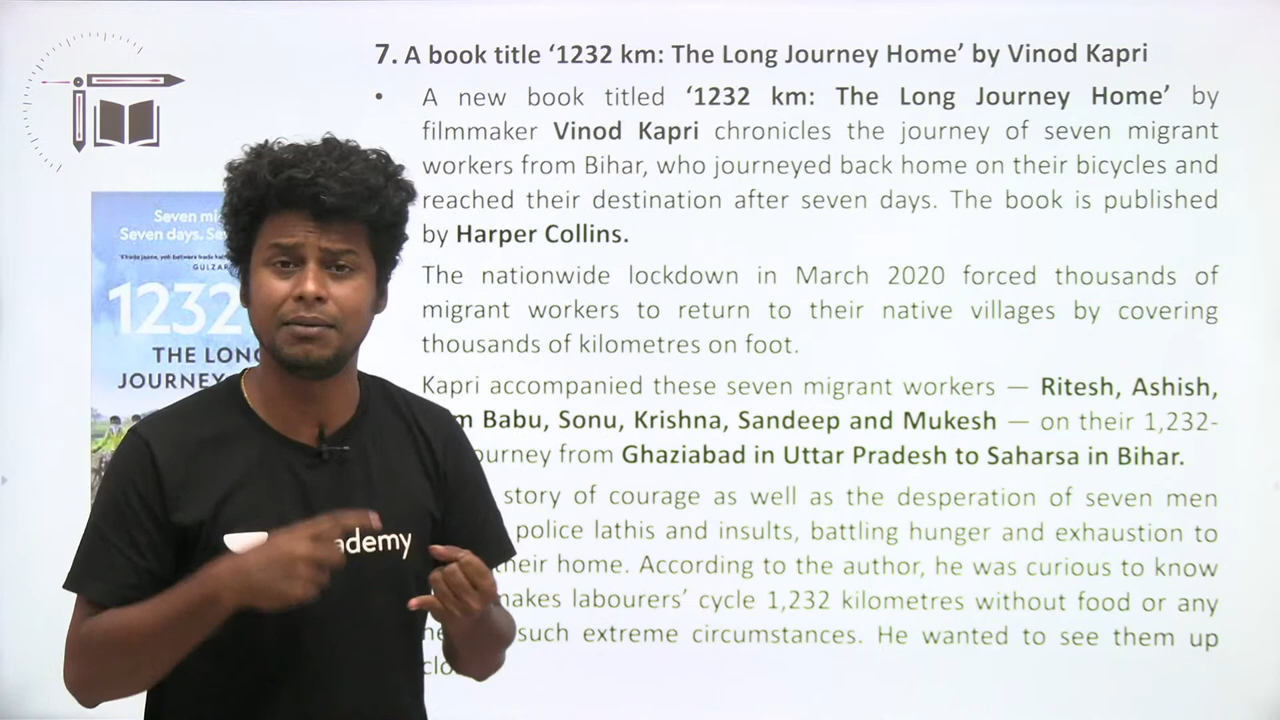 7. A book title ‘1232 km: The Long Journey Home’ by Vinod Kapri
• A new book titled ‘1232 km: The Long Journey Home’ by
filmmaker Vinod Kapri chronicles the journey of seven migrant
workers from Bihar, who journeyed back home on their bicycles and
reached their destination after seven days. The book is published
by Harper Collins.
The nationwide lockdown in March 2020 forced thousands of
migrant workers to return to their native villages by covering
thousands of kilometres on foot.
Kapri accompanied these seven migrant workers — Ritesh, Ashish,
m Babu, Sonu, Krishna, Sandeep and Mukesh — on their 1,232-
ourney from Ghaziabad in Uttar Pradesh to Saharsa in Bihar.
story of courage as well as the desperation of seven men
police lathis and insults, battling hunger and exhaustion to
heir home. According to the author, he was curious to know
makes labourers’ cycle 1,232 kilometres without food or any
he such extreme circumstances. He wanted to see them up
clo
Seven mi
Seven days. Se
GULZAR
1232
THE LONG
JOURNEY
ademy